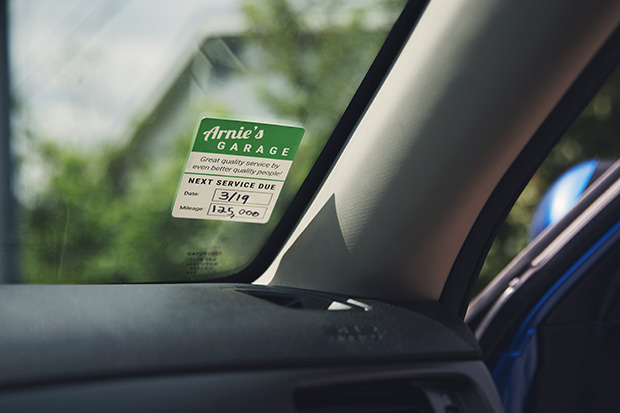 Arnie's
GARAGE
Great quality service by
even better quality people!
NEXT SERVICE DUE
Date: 3/19
Mileage: 125,000